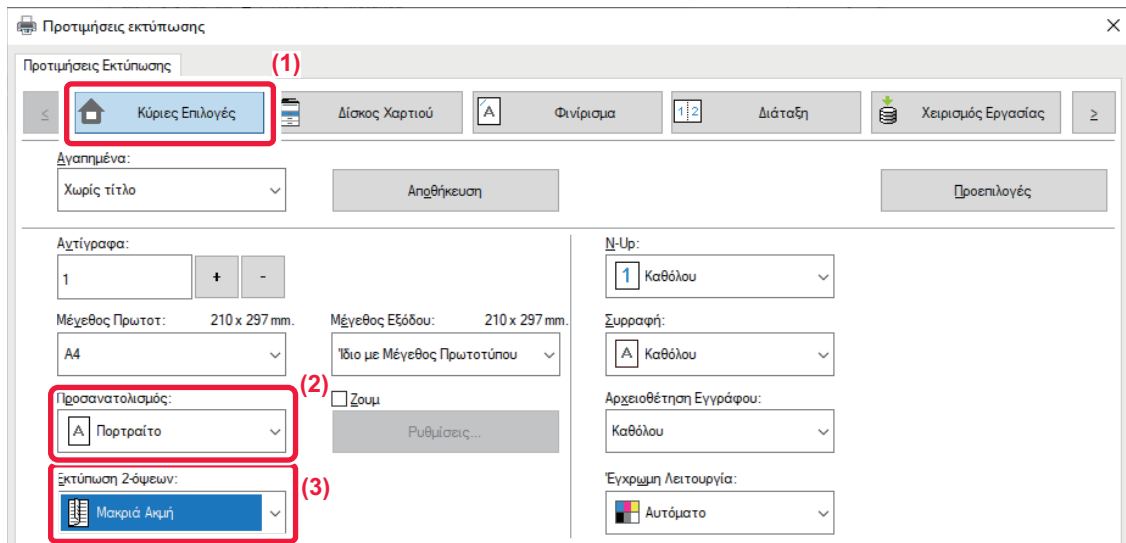 Προτιμήσεις εκτύπωσης
Προτιμήσεις Εκτύπωσης
(1)
≤ Κύριες Επιλογές Δίσκος Χαρτιού Φινίρισμα Διάταξη Χειρισμός Εργασίας ≥
Αγαπημένα:
Χωρίς τίτλο Αποθήκευση Προεπιλογές
Αντίγραφα: N-Up:
1 + - 1 Καθόλου
Μέγεθος Πρωτοτ: 210 x 297 mm. Μέγεθος Εξόδου: 210 x 297 mm. Συρραφή:
A4 Ίδιο με Μέγεθος Πρωτοτύπου A Καθόλου
(2)
Προσανατολισμός: Ζουμ Αρχειοθέτηση Εγγράφου:
A Πορτραίτο Ρυθμίσεις... Καθόλου
Εκτύπωση 2-όψεων: (3) Έγχρωμη Λειτουργία:
Μακριά Ακμή Αυτόματο